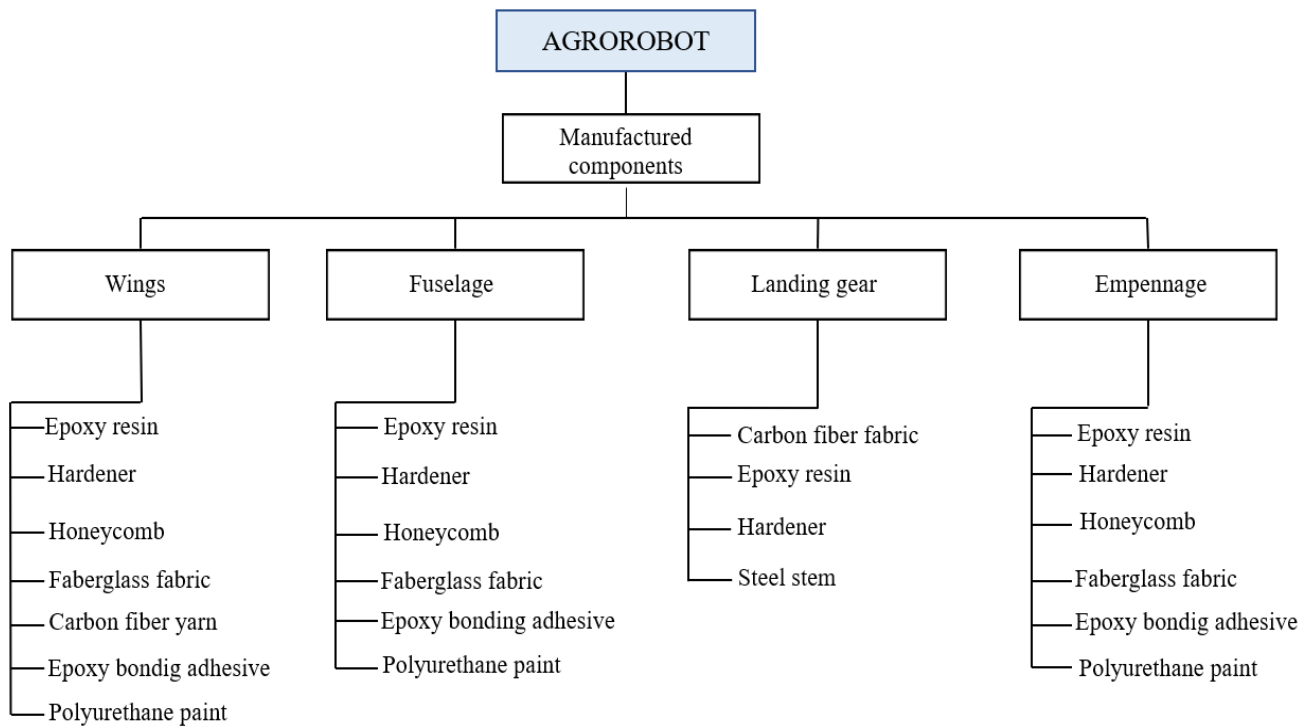 AGROROBOT
Manufactured
components
Wings
Fuselage
Landing gear
Empennage
Epoxy resin
Hardener
Honeycomb
Faberglass fabric
Carbon fiber yarn
Epoxy bondig adhesive
Polyurethane paint
Epoxy resin
Hardener
Honeycomb
Faberglass fabric
Epoxy bonding adhesive
Polyurethane paint
Carbon fiber fabric
Epoxy resin
Hardener
Steel stem
Epoxy resin
Hardener
Honeycomb
Faberglass fabric
Epoxy bondig adhesive
Polyurethane paint